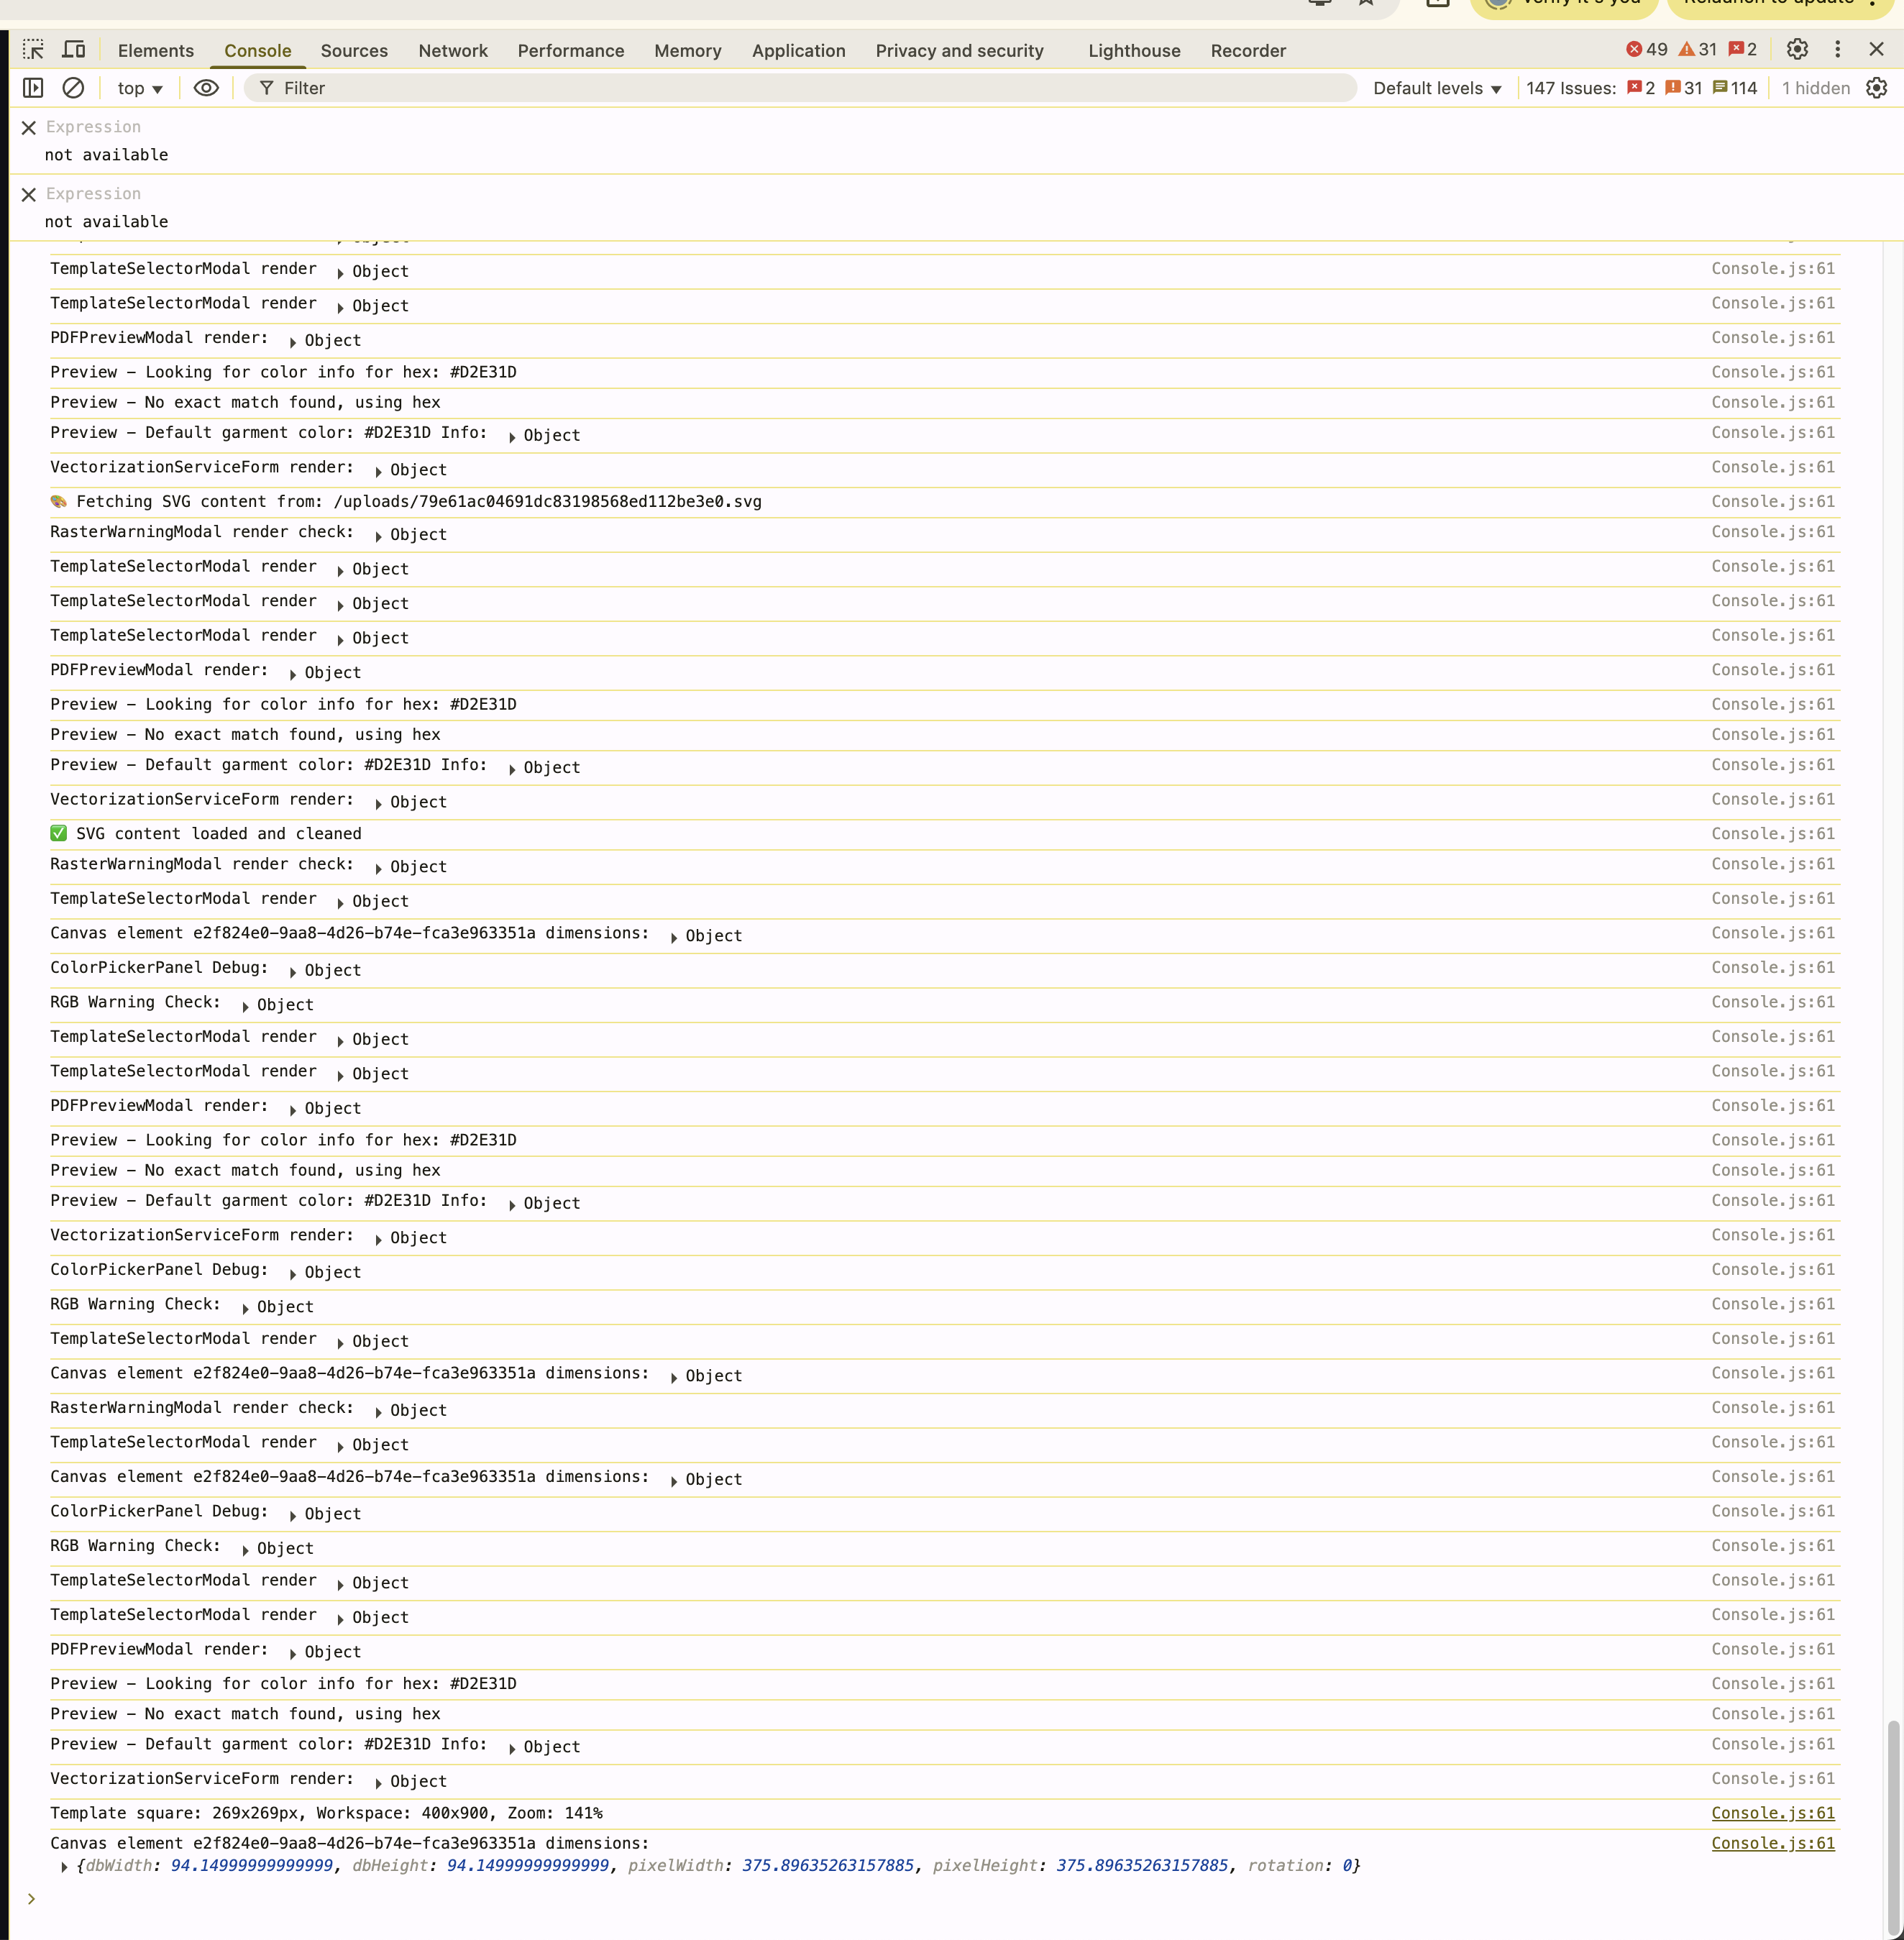 Elements Console Sources Network Performance Memory Application Privacy and security Lighthouse Recorder 49 31 2
top Filter Default levels 147 Issues: 2 31 114 1 hidden
Expression
not available
Expression
not available
TemplateSelectorModal render Object Console.js:61
TemplateSelectorModal render Object Console.js:61
PDFPreviewModal render: Object Console.js:61
Preview – Looking for color info for hex: #D2E31D Console.js:61
Preview – No exact match found, using hex Console.js:61
Preview – Default garment color: #D2E31D Info: Object Console.js:61
VectorizationServiceForm render: Object Console.js:61
🎨 Fetching SVG content from: /uploads/79e61ac04691dc83198568ed112be3e0.svg Console.js:61
RasterWarningModal render check: Object Console.js:61
TemplateSelectorModal render Object Console.js:61
TemplateSelectorModal render Object Console.js:61
TemplateSelectorModal render Object Console.js:61
PDFPreviewModal render: Object Console.js:61
Preview – Looking for color info for hex: #D2E31D Console.js:61
Preview – No exact match found, using hex Console.js:61
Preview – Default garment color: #D2E31D Info: Object Console.js:61
VectorizationServiceForm render: Object Console.js:61
✅ SVG content loaded and cleaned Console.js:61
RasterWarningModal render check: Object Console.js:61
TemplateSelectorModal render Object Console.js:61
Canvas element e2f824e0-9aa8-4d26-b74e-fca3e963351a dimensions: Object Console.js:61
ColorPickerPanel Debug: Object Console.js:61
RGB Warning Check: Object Console.js:61
TemplateSelectorModal render Object Console.js:61
TemplateSelectorModal render Object Console.js:61
PDFPreviewModal render: Object Console.js:61
Preview – Looking for color info for hex: #D2E31D Console.js:61
Preview – No exact match found, using hex Console.js:61
Preview – Default garment color: #D2E31D Info: Object Console.js:61
VectorizationServiceForm render: Object Console.js:61
ColorPickerPanel Debug: Object Console.js:61
RGB Warning Check: Object Console.js:61
TemplateSelectorModal render Object Console.js:61
Canvas element e2f824e0-9aa8-4d26-b74e-fca3e963351a dimensions: Object Console.js:61
RasterWarningModal render check: Object Console.js:61
TemplateSelectorModal render Object Console.js:61
Canvas element e2f824e0-9aa8-4d26-b74e-fca3e963351a dimensions: Object Console.js:61
ColorPickerPanel Debug: Object Console.js:61
RGB Warning Check: Object Console.js:61
TemplateSelectorModal render Object Console.js:61
TemplateSelectorModal render Object Console.js:61
PDFPreviewModal render: Object Console.js:61
Preview – Looking for color info for hex: #D2E31D Console.js:61
Preview – No exact match found, using hex Console.js:61
Preview – Default garment color: #D2E31D Info: Object Console.js:61
VectorizationServiceForm render: Object Console.js:61
Template square: 269x269px, Workspace: 400x900, Zoom: 141% Console.js:61
Canvas element e2f824e0-9aa8-4d26-b74e-fca3e963351a dimensions: Console.js:61
{dbWidth: 94.14999999999999, dbHeight: 94.14999999999999, pixelWidth: 375.89635263157885, pixelHeight: 375.89635263157885, rotation: 0}